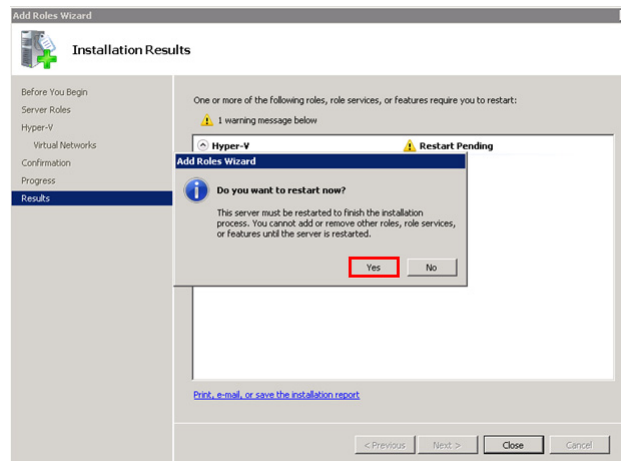 Add Roles Wizard
Installation Results
Before You Begin
Server Roles
Hyper-V
Virtual Networks
Confirmation
Progress
Results
One or more of the following roles, role services, or features require you to restart:
1 warning message below
Hyper-V Restart Pending
Add Roles Wizard
Do you want to restart now?
This server must be restarted to finish the installation
process. You cannot add or remove other roles, role services,
or features until the server is restarted.
Yes No
Print, e-mail, or save the installation report
< Previous Next > Close Cancel